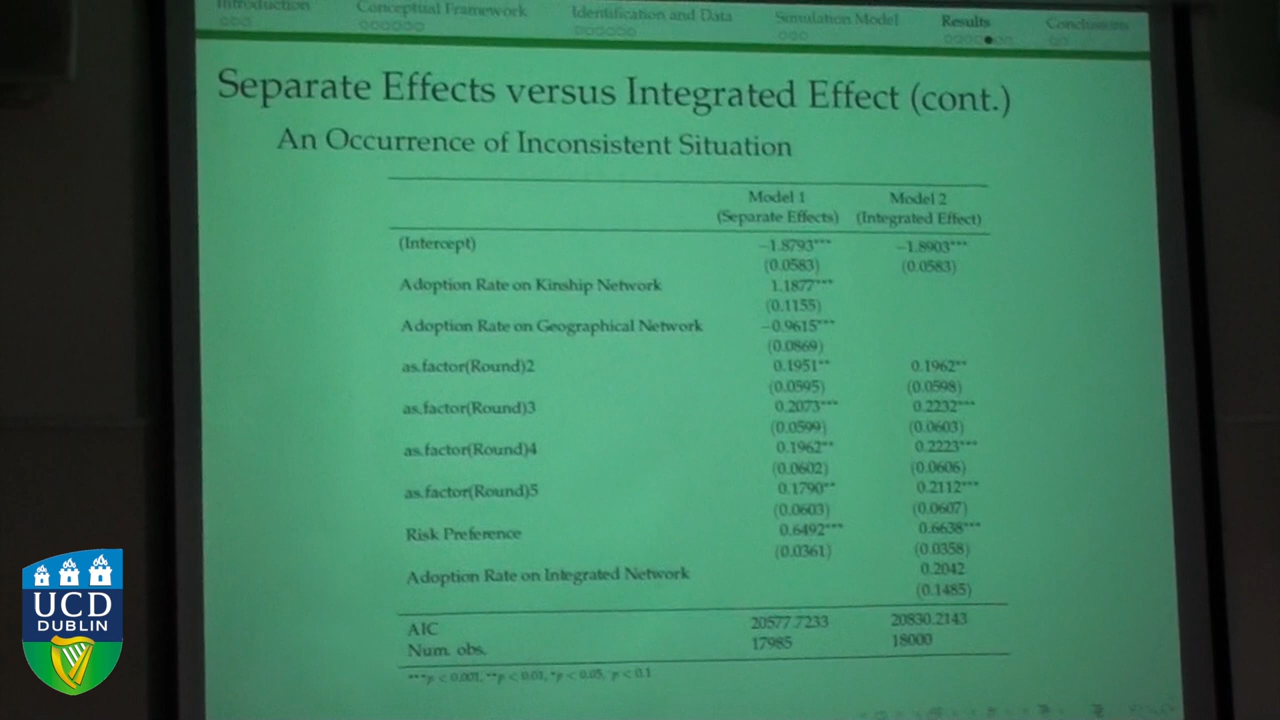 Introduction Conceptual Framework Identification and Data Simulation Model Results Conclusions
Separate Effects versus Integrated Effect (cont.)
An Occurrence of Inconsistent Situation
Model 1 Model 2
(Separate Effects) (Integrated Effect)
(Intercept) −1.8793*** −1.8903***
(0.0583) (0.0583)
Adoption Rate on Kinship Network 1.1877***
(0.1155)
Adoption Rate on Geographical Network −0.9615***
(0.0869)
as.factor(Round)2 0.1951** 0.1962**
(0.0595) (0.0598)
as.factor(Round)3 0.2073*** 0.2232***
(0.0599) (0.0603)
as.factor(Round)4 0.1962** 0.2223***
(0.0602) (0.0606)
as.factor(Round)5 0.1790** 0.2112***
(0.0603) (0.0607)
Risk Preference 0.6492*** 0.6638***
(0.0361) (0.0358)
Adoption Rate on Integrated Network 0.2042
(0.1485)
AIC 20577.7233 20830.2143
Num. obs. 17985 18000
***p < 0.001, **p < 0.01, *p < 0.05, ·p < 0.1
UCD
DUBLIN